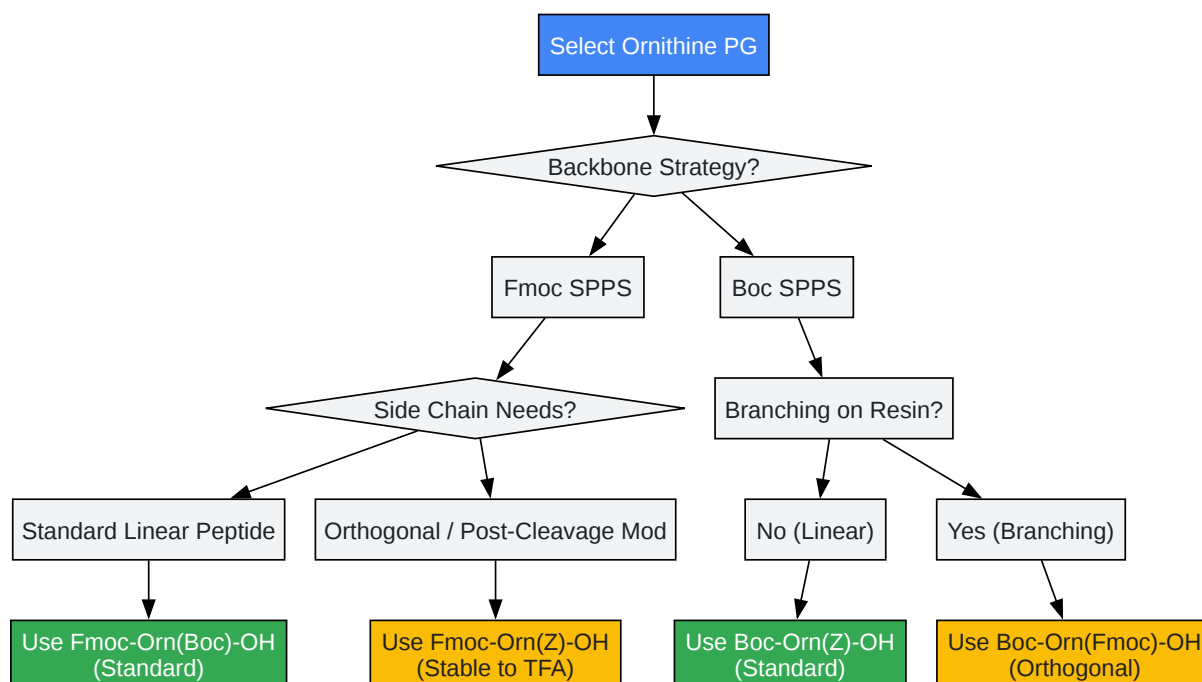 Select Ornithine PG
Backbone Strategy?
Fmoc SPPS
Boc SPPS
Side Chain Needs?
Branching on Resin?
Standard Linear Peptide
Orthogonal / Post-Cleavage Mod
No (Linear)
Yes (Branching)
Use Fmoc-Orn(Boc)-OH
(Standard)
Use Fmoc-Orn(Z)-OH
(Stable to TFA)
Use Boc-Orn(Z)-OH
(Standard)
Use Boc-Orn(Fmoc)-OH
(Orthogonal)